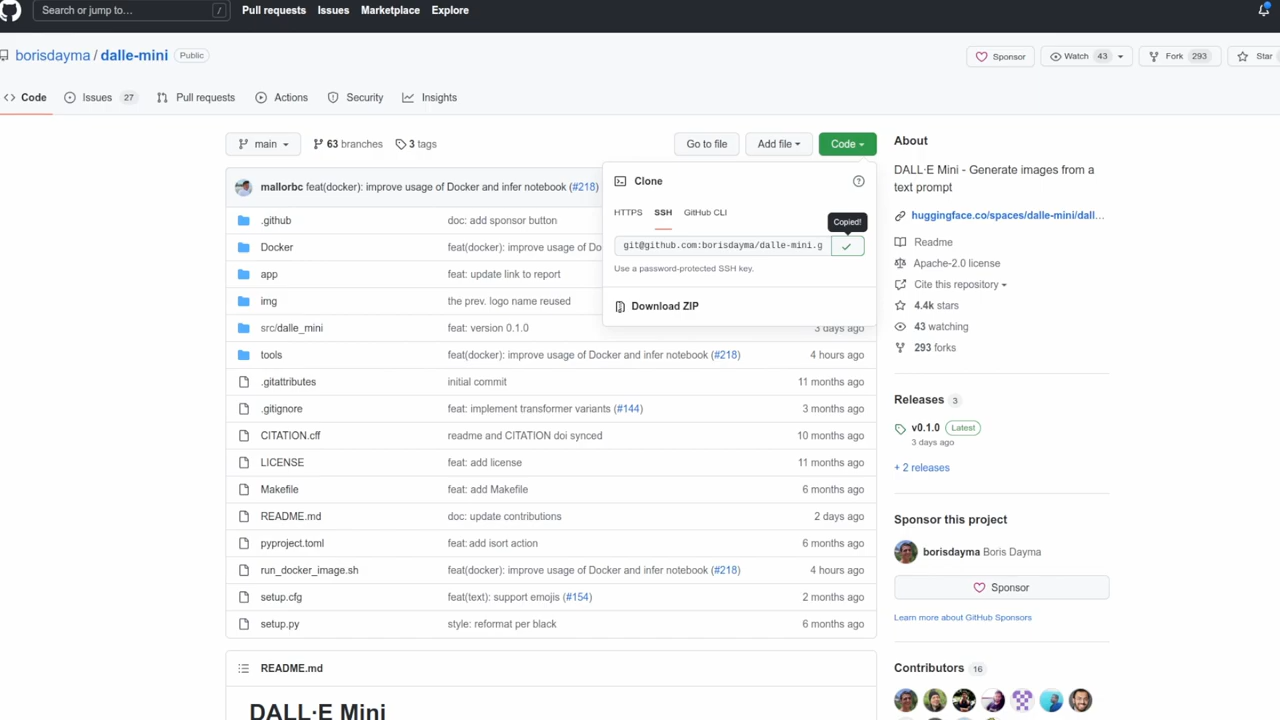 Search or jump to… /
Pull requests Issues Marketplace Explore
borisdayma / dalle-mini Public
Sponsor Watch 43 Fork 293 Star
<> Code Issues 27 Pull requests Actions Security Insights
main 63 branches 3 tags Go to file Add file Code
mallorbc feat(docker): improve usage of Docker and infer notebook (#218)
.github doc: add sponsor button
Docker feat(docker): improve usage of Do
app feat: update link to report
img the prev. logo name reused
src/dalle_mini feat: version 0.1.0 3 days ago
tools feat(docker): improve usage of Docker and infer notebook (#218) 4 hours ago
.gitattributes initial commit 11 months ago
.gitignore feat: implement transformer variants (#144) 3 months ago
CITATION.cff readme and CITATION doi synced 10 months ago
LICENSE feat: add license 11 months ago
Makefile feat: add Makefile 6 months ago
README.md doc: update contributions 2 days ago
pyproject.toml feat: add isort action 6 months ago
run_docker_image.sh feat(docker): improve usage of Docker and infer notebook (#218) 4 hours ago
setup.cfg feat(text): support emojis (#154) 2 months ago
setup.py style: reformat per black 6 months ago
README.md
DALL·E Mini
Clone
HTTPS SSH GitHub CLI
Copied!
git@github.com:borisdayma/dalle-mini.g
Use a password-protected SSH key.
Download ZIP
About
DALL·E Mini - Generate images from a
text prompt
huggingface.co/spaces/dalle-mini/dall…
Readme
Apache-2.0 license
Cite this repository
4.4k stars
43 watching
293 forks
Releases 3
v0.1.0 Latest
3 days ago
+ 2 releases
Sponsor this project
borisdayma Boris Dayma
Sponsor
Learn more about GitHub Sponsors
Contributors 16